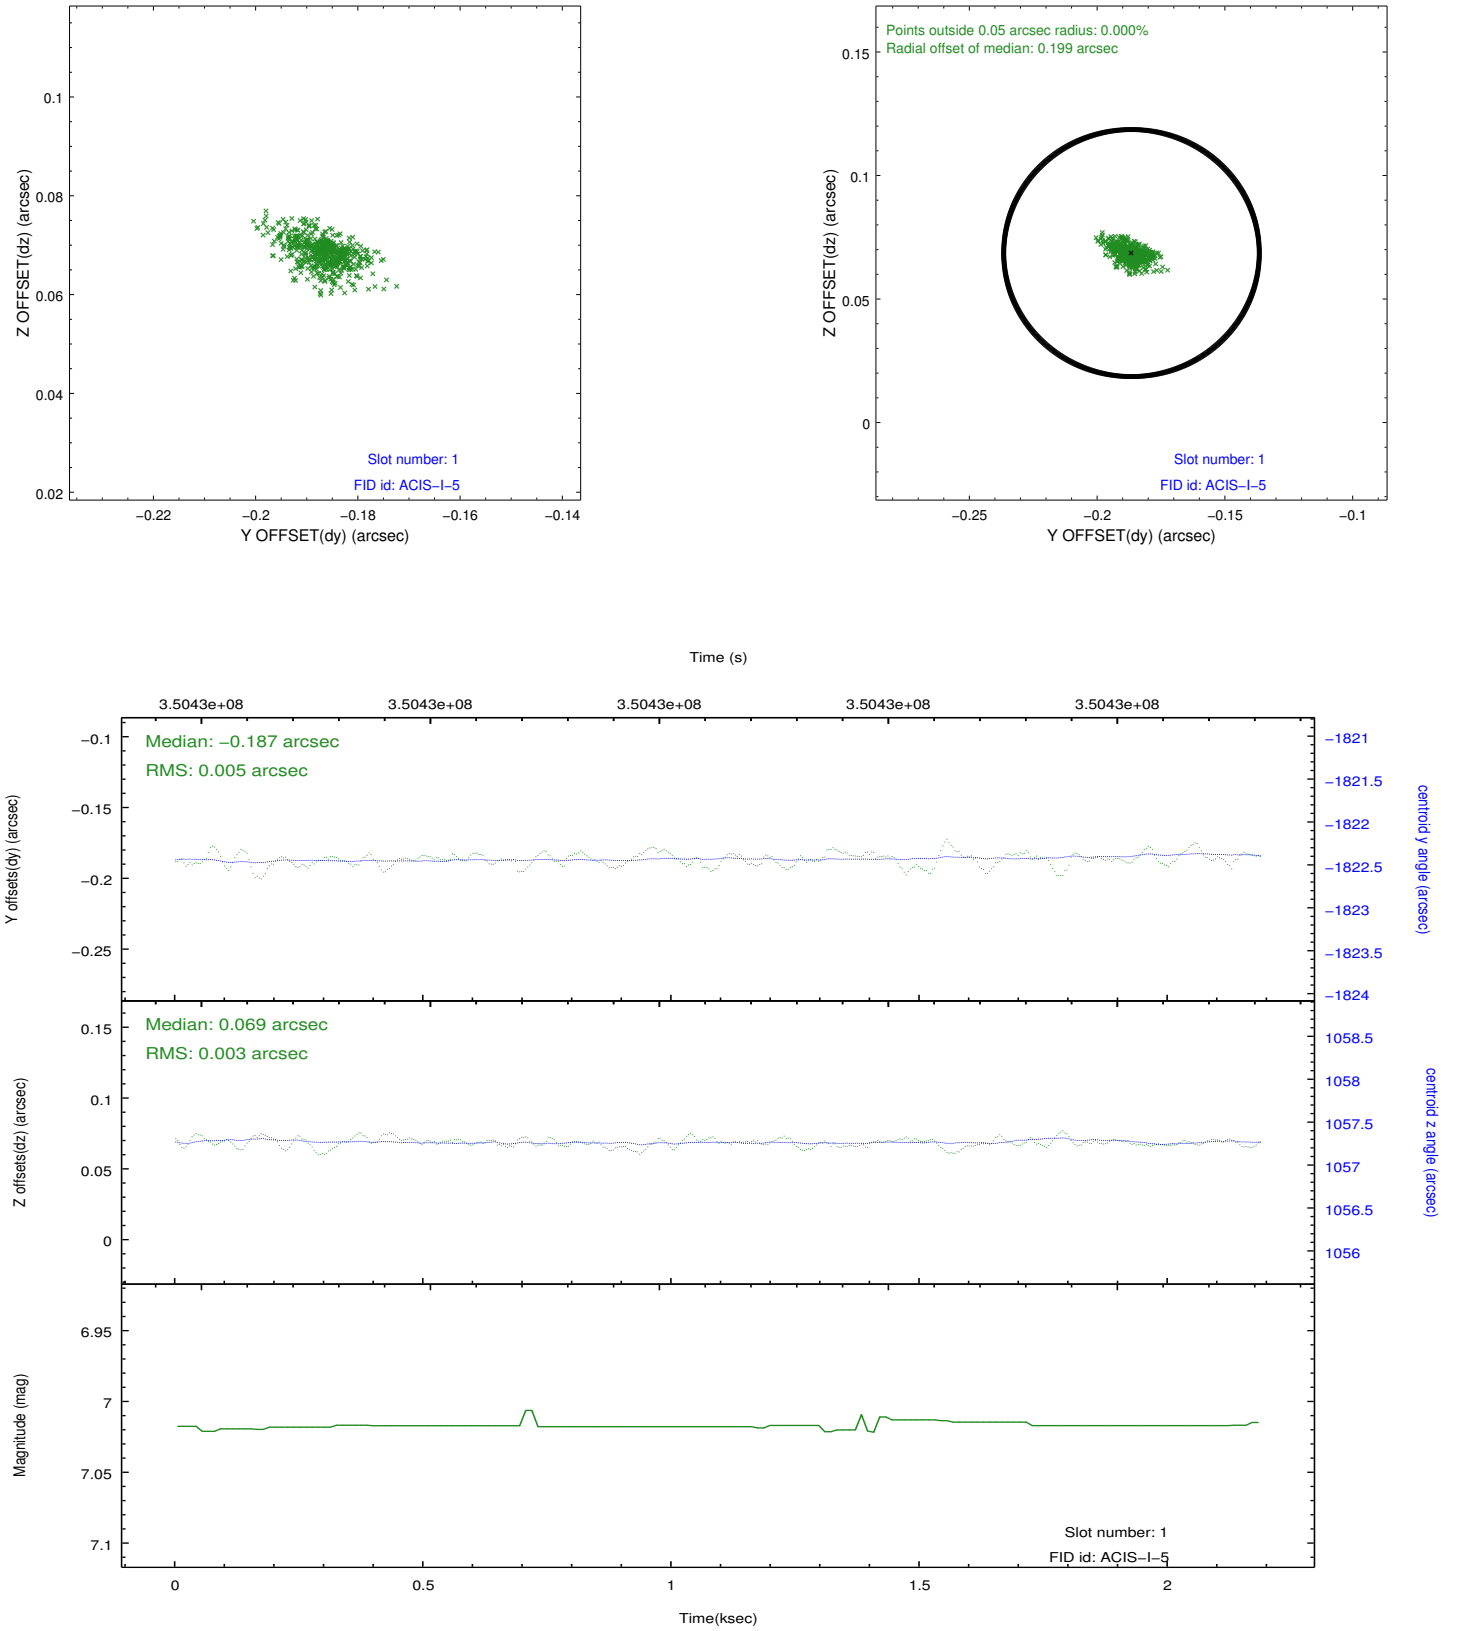 0.1
0.08
0.06
0.04
0.02
Z OFFSET(dz) (arcsec)
Slot number: 1
FID id: ACIS−I−5
−0.22 −0.2 −0.18 −0.16 −0.14
Y OFFSET(dy) (arcsec)
Points outside 0.05 arcsec radius: 0.000%
Radial offset of median: 0.199 arcsec
0.15
0.1
0.05
0
Z OFFSET(dz) (arcsec)
Slot number: 1
FID id: ACIS−I−5
−0.25 −0.2 −0.15 −0.1
Y OFFSET(dy) (arcsec)
Time (s)
3.5043e+08 3.5043e+08 3.5043e+08 3.5043e+08 3.5043e+08
Median: −0.187 arcsec
RMS: 0.005 arcsec
−0.1
−0.15
−0.2
−0.25
Y offsets(dy) (arcsec)
−1821
−1821.5
−1822
−1822.5
−1823
−1823.5
−1824
centroid y angle (arcsec)
Median: 0.069 arcsec
RMS: 0.003 arcsec
0.15
0.1
0.05
0
Z offsets(dz) (arcsec)
1058.5
1058
1057.5
1057
1056.5
1056
centroid z angle (arcsec)
6.95
7
7.05
7.1
Magnitude (mag)
Slot number: 1
FID id: ACIS−I−5
0 0.5 1 1.5 2
Time(ksec)